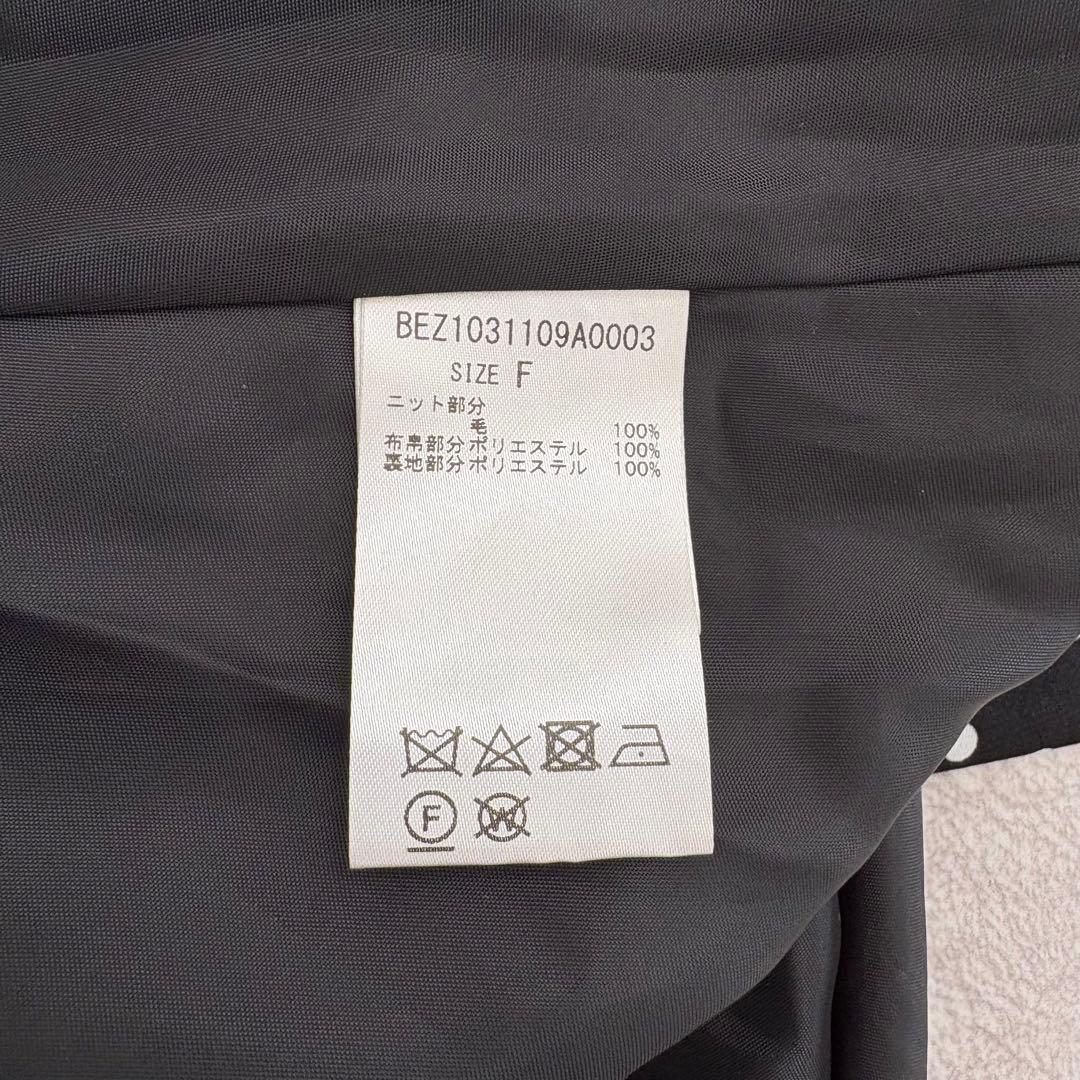 BEZ1031109A0003
SIZE F
ニット部分
毛 100%
布帛部分ポリエステル 100%
裏地部分ポリエステル 100%
F
W